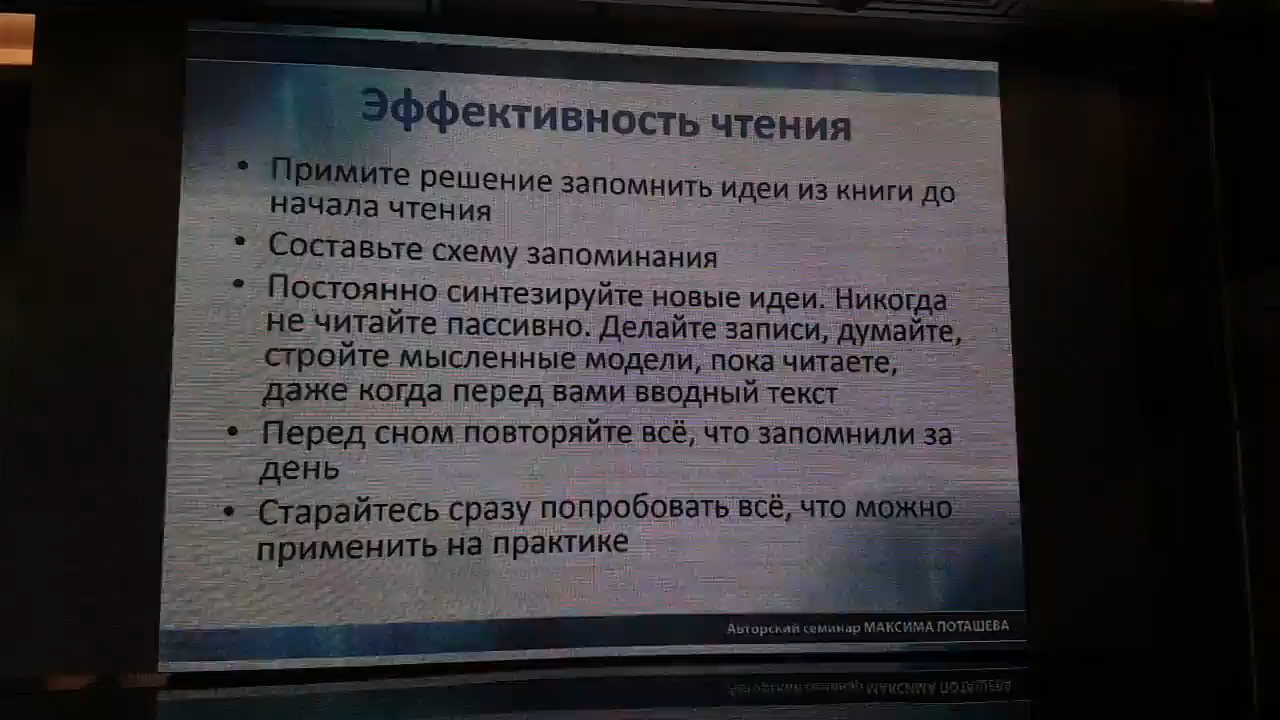 Эффективность чтения
• Примите решение запомнить идеи из книги до
начала чтения
• Составьте схему запоминания
• Постоянно синтезируйте новые идеи. Никогда
не читайте пассивно. Делайте записи, думайте,
стройте мысленные модели, пока читаете,
даже когда перед вами вводный текст
• Перед сном повторяйте всё, что запомнили за
день
• Старайтесь сразу попробовать всё, что можно
применить на практике
Авторский семинар МАКСИМА ПОТАШЕВА